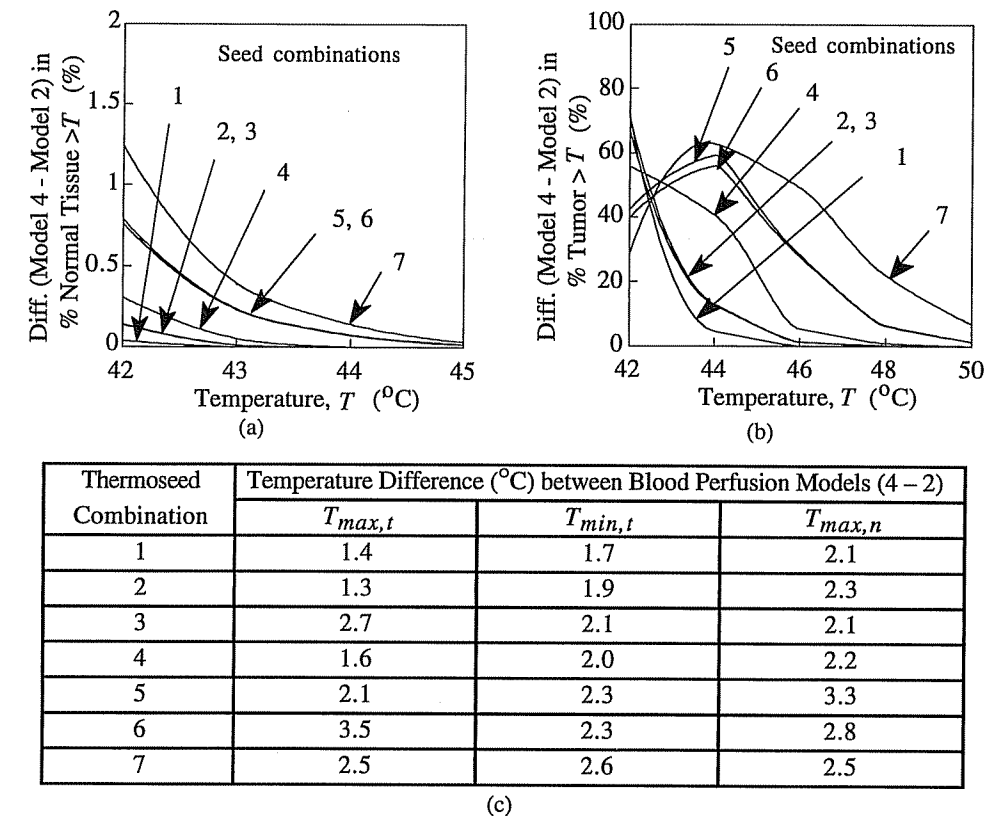 Diff. (Model 4 - Model 2) in
% Normal Tissue >T (%)
2
1.5
1
0.5
0
Seed combinations
1
2, 3
4
5, 6
7
42
43
44
45
Temperature, T (°C)
(a)
Diff. (Model 4 - Model 2) in
% Tumor > T (%)
100
80
60
40
20
0
Seed combinations
5
6
4
2, 3
1
7
42
44
46
48
50
Temperature, T (°C)
(b)
Thermoseed Combination
Temperature Difference (°C) between Blood Perfusion Models (4 – 2)
Tmax,t Tmin,t Tmax,n
1 1.4 1.7 2.1
2 1.3 1.9 2.3
3 2.7 2.1 2.1
4 1.6 2.0 2.2
5 2.1 2.3 3.3
6 3.5 2.3 2.8
7 2.5 2.6 2.5
(c)